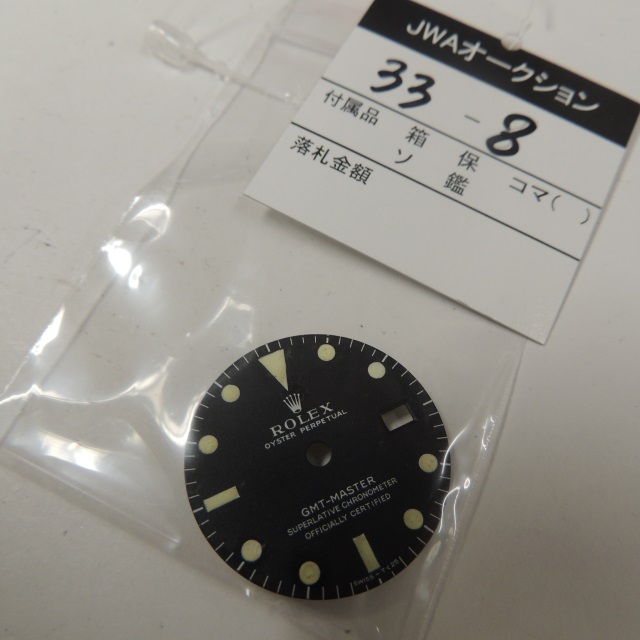 JWAオークション
33-8
付属品 箱 保 コマ( )
ソ 鑑
落札金額
ROLEX
OYSTER PERPETUAL
GMT-MASTER
SUPERLATIVE CHRONOMETER
OFFICIALLY CERTIFIED